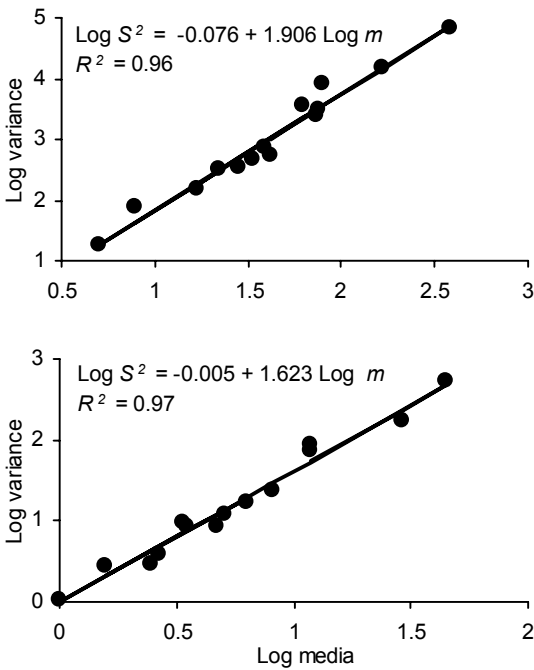 Log S² = -0.076 + 1.906 Log m
R² = 0.96
Log variance
5
4
3
2
1
0.5 1 1.5 2 2.5 3
Log S² = -0.005 + 1.623 Log m
R² = 0.97
Log variance
3
2
1
0
0 0.5 1 1.5 2
Log media